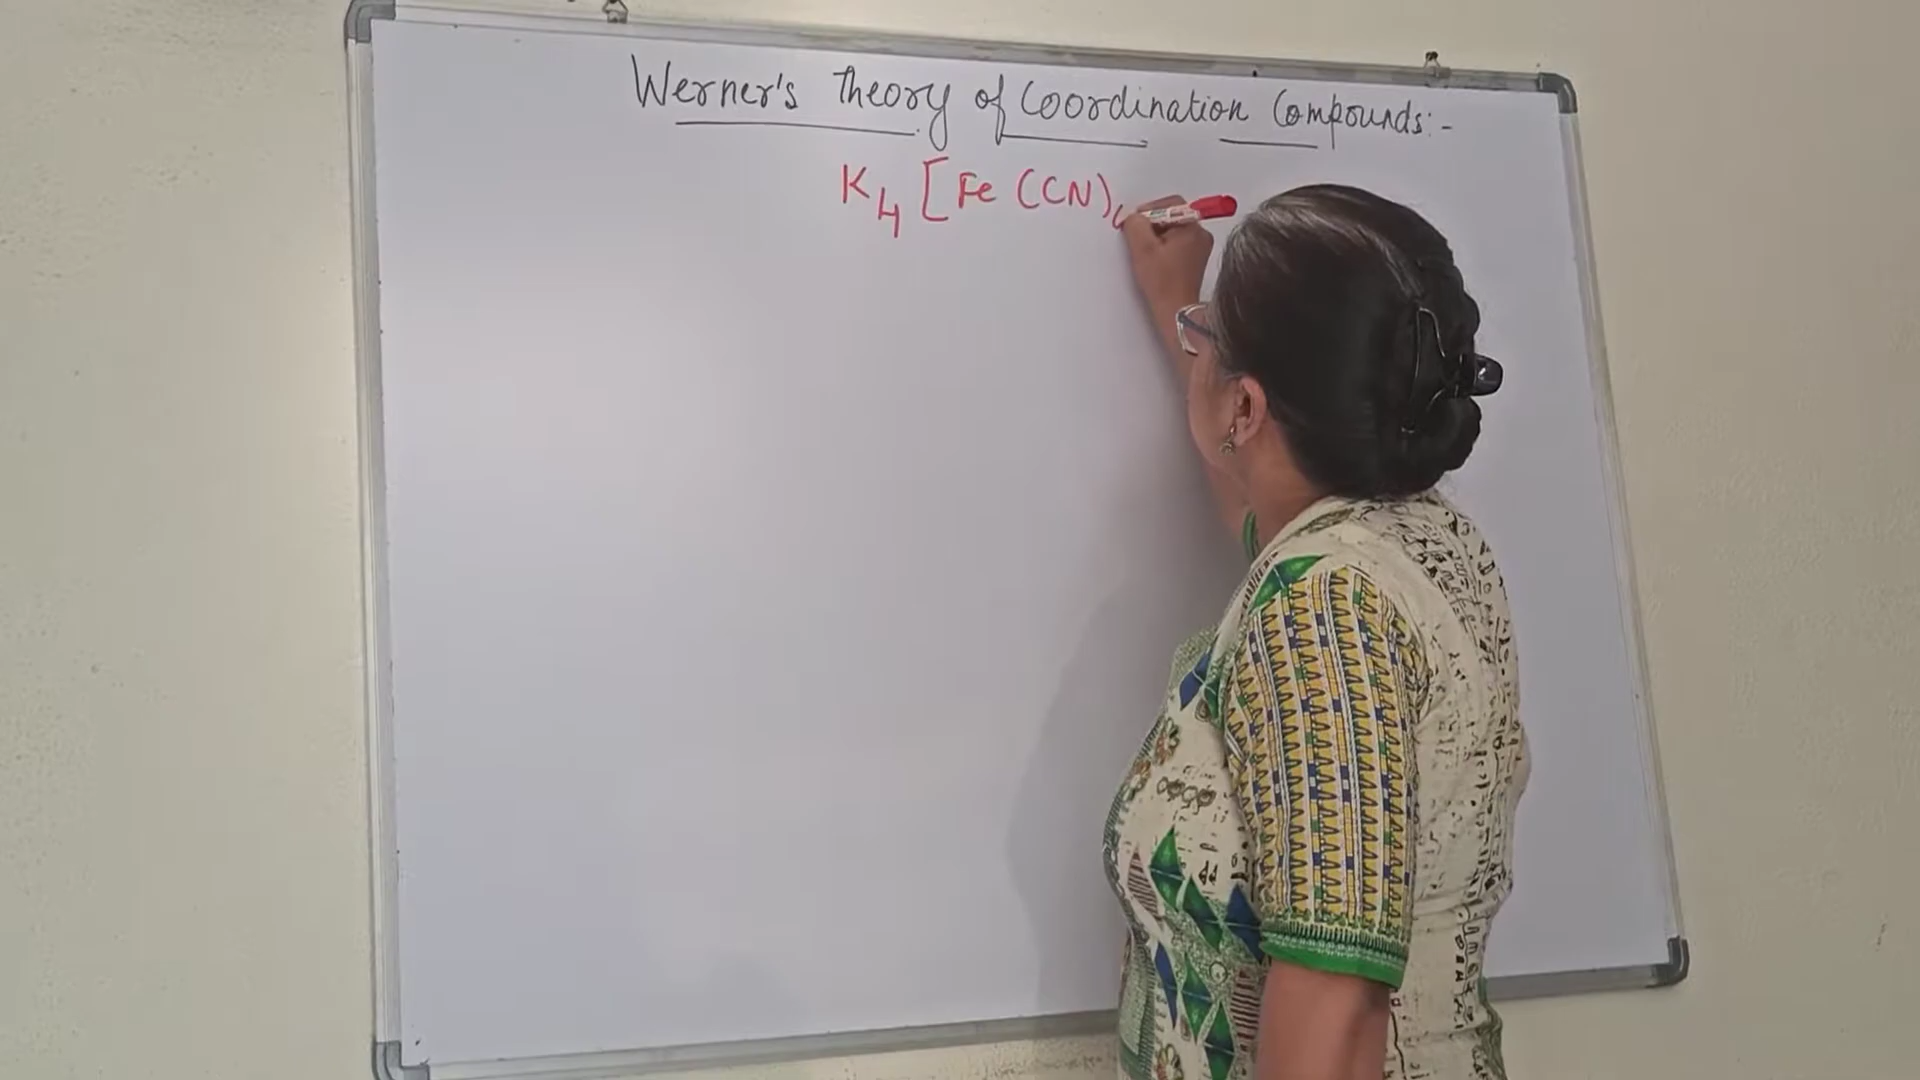 Werner's Theory of Coordination Compounds:-
K4 [Fe (CN)